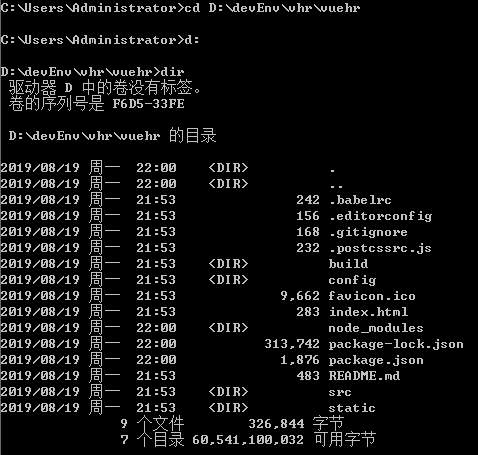 C:\Users\Administrator>cd D:\devEnv\vhr\vuehr
C:\Users\Administrator>d:
D:\devEnv\vhr\vuehr>dir
驱动器 D 中的卷没有标签。
卷的序列号是 F6D5-33FE
D:\devEnv\vhr\vuehr 的目录
2019/08/19 周一  22:00    <DIR>          .
2019/08/19 周一  22:00    <DIR>          ..
2019/08/19 周一  21:53               242 .babelrc
2019/08/19 周一  21:53               156 .editorconfig
2019/08/19 周一  21:53               168 .gitignore
2019/08/19 周一  21:53               232 .postcssrc.js
2019/08/19 周一  21:53    <DIR>          build
2019/08/19 周一  21:53    <DIR>          config
2019/08/19 周一  21:53             9,662 favicon.ico
2019/08/19 周一  21:53               283 index.html
2019/08/19 周一  22:00    <DIR>          node_modules
2019/08/19 周一  22:00           313,742 package-lock.json
2019/08/19 周一  22:00             1,876 package.json
2019/08/19 周一  21:53               483 README.md
2019/08/19 周一  21:53    <DIR>          src
2019/08/19 周一  21:53    <DIR>          static
9 个文件        326,844 字节
7 个目录 60,541,100,032 可用字节